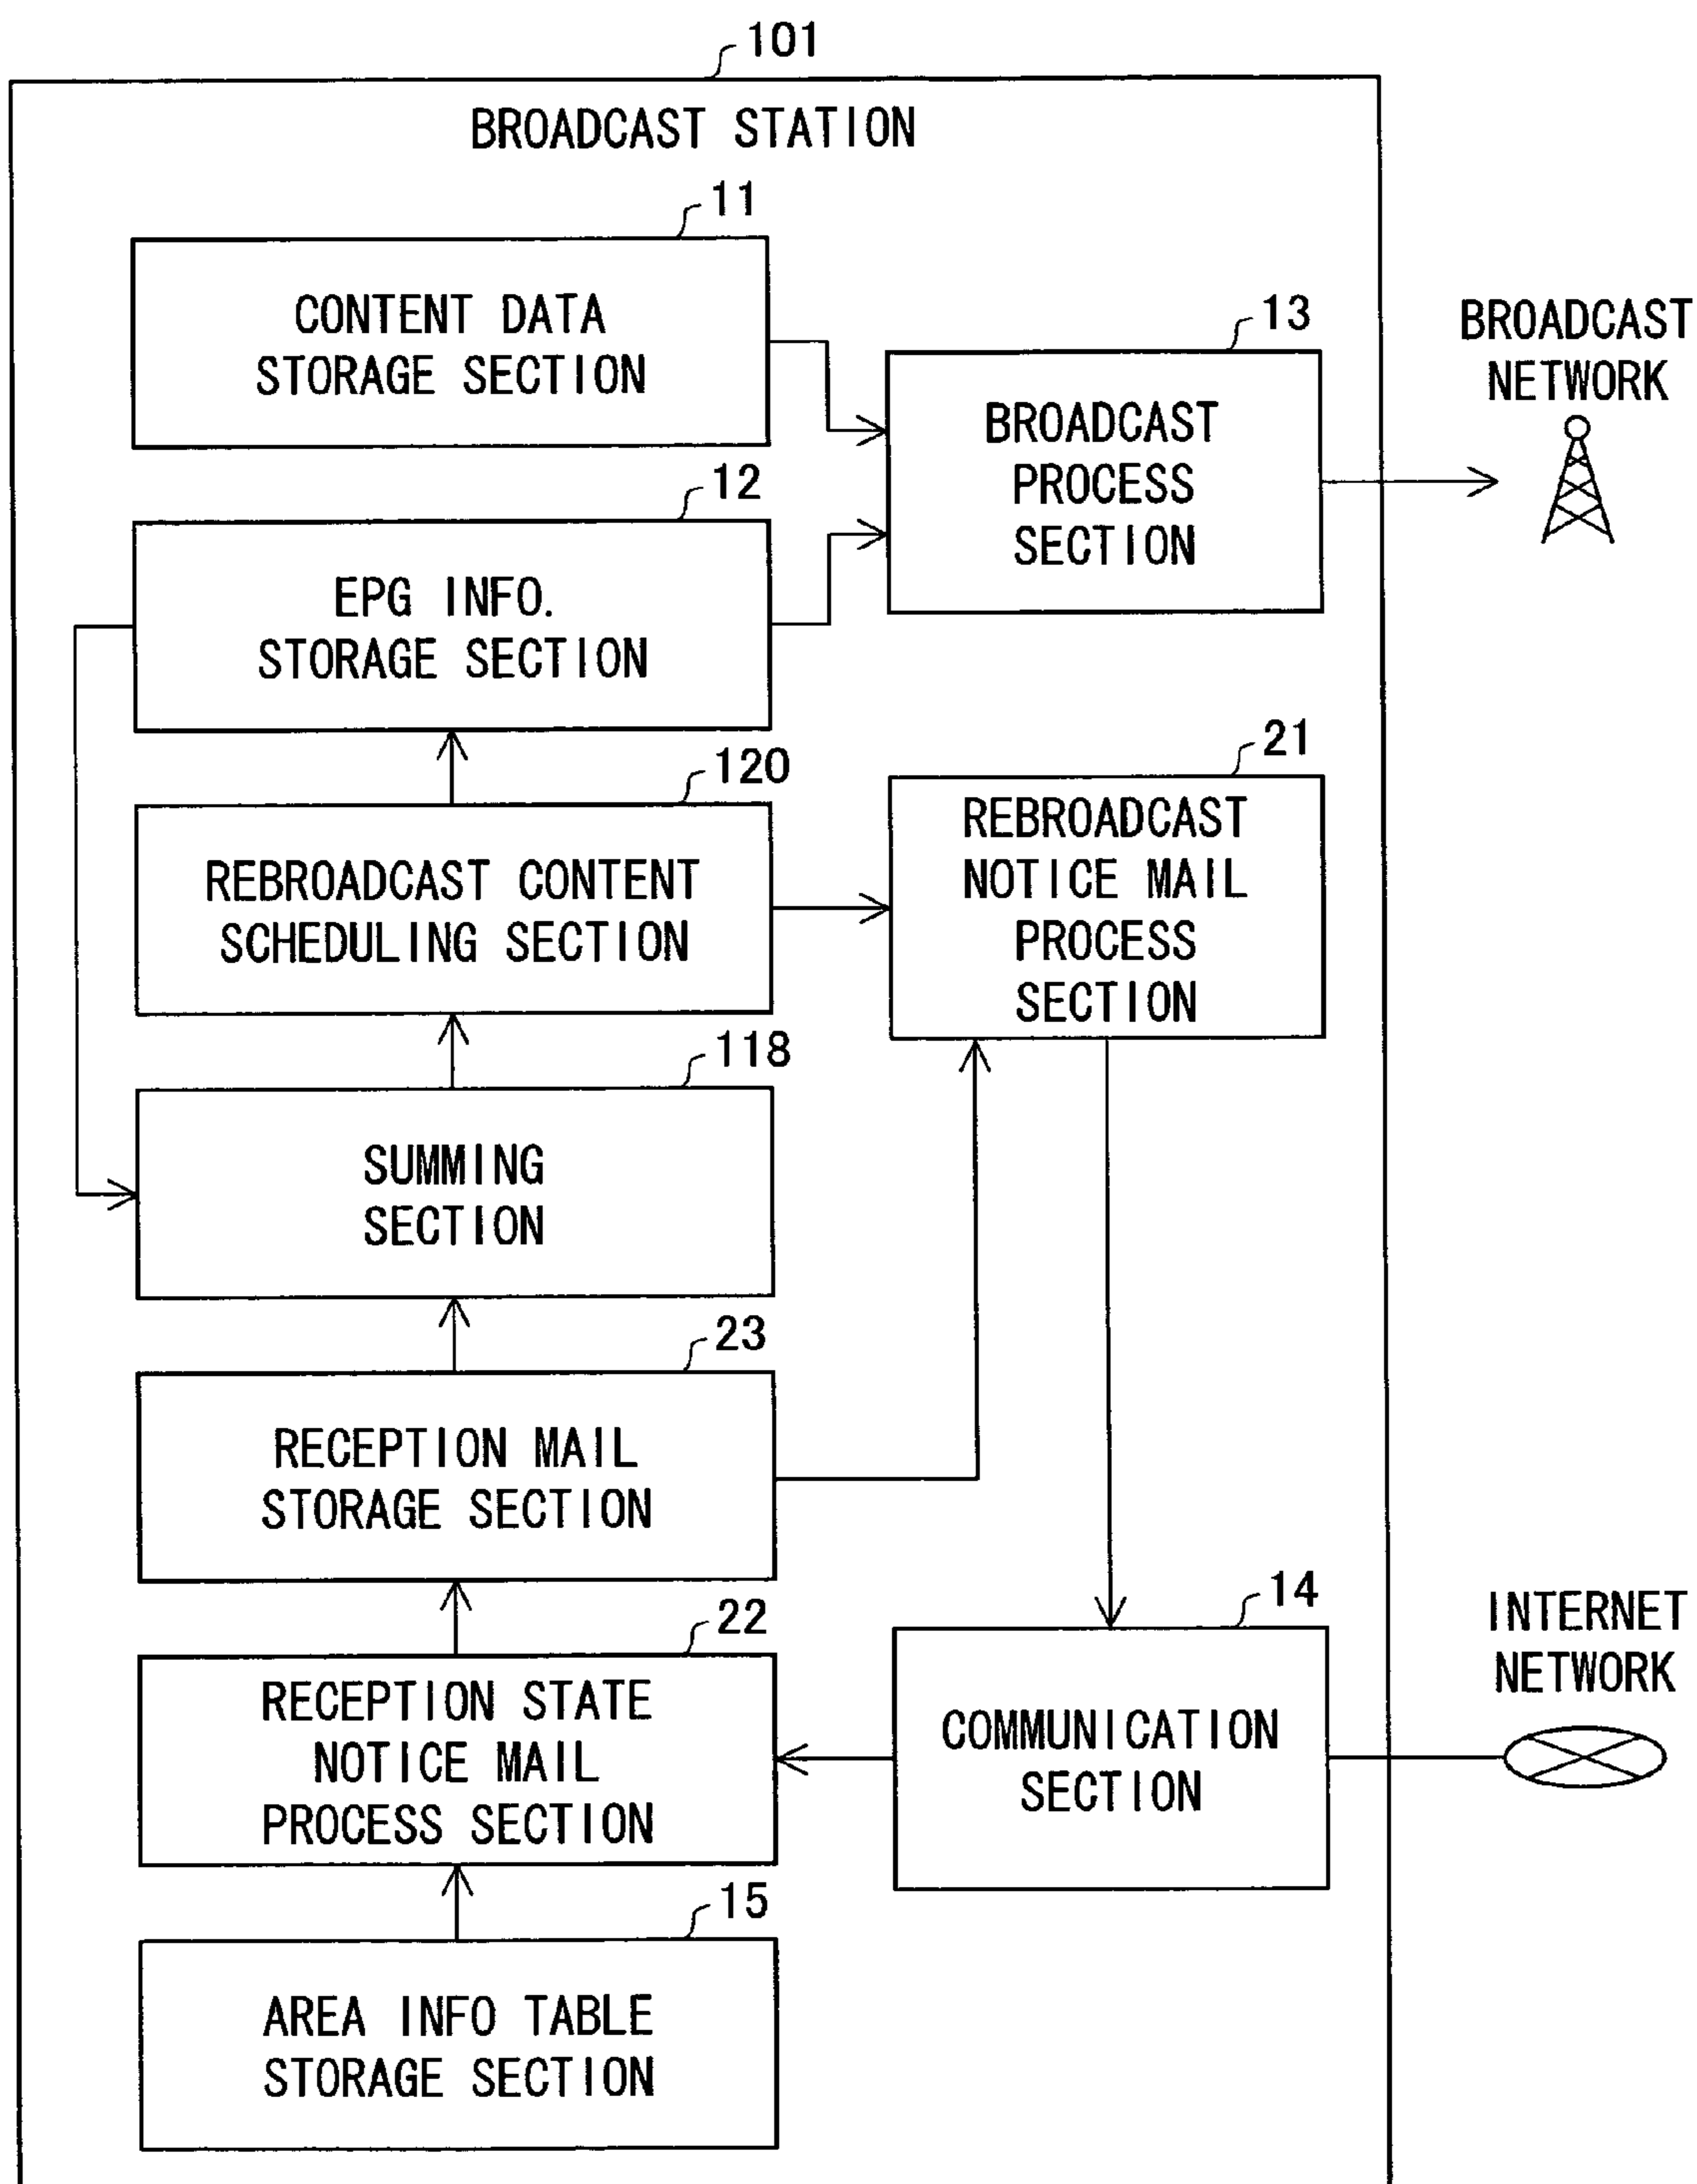 101
BROADCAST STATION
11
CONTENT DATA
STORAGE SECTION
13
BROADCAST
PROCESS
SECTION
BROADCAST
NETWORK
12
EPG INFO.
STORAGE SECTION
120
REBROADCAST CONTENT
SCHEDULING SECTION
21
REBROADCAST
NOTICE MAIL
PROCESS
SECTION
118
SUMMING
SECTION
23
RECEPTION MAIL
STORAGE SECTION
22
RECEPTION STATE
NOTICE MAIL
PROCESS SECTION
14
COMMUNICATION
SECTION
INTERNET
NETWORK
15
AREA INFO TABLE
STORAGE SECTION